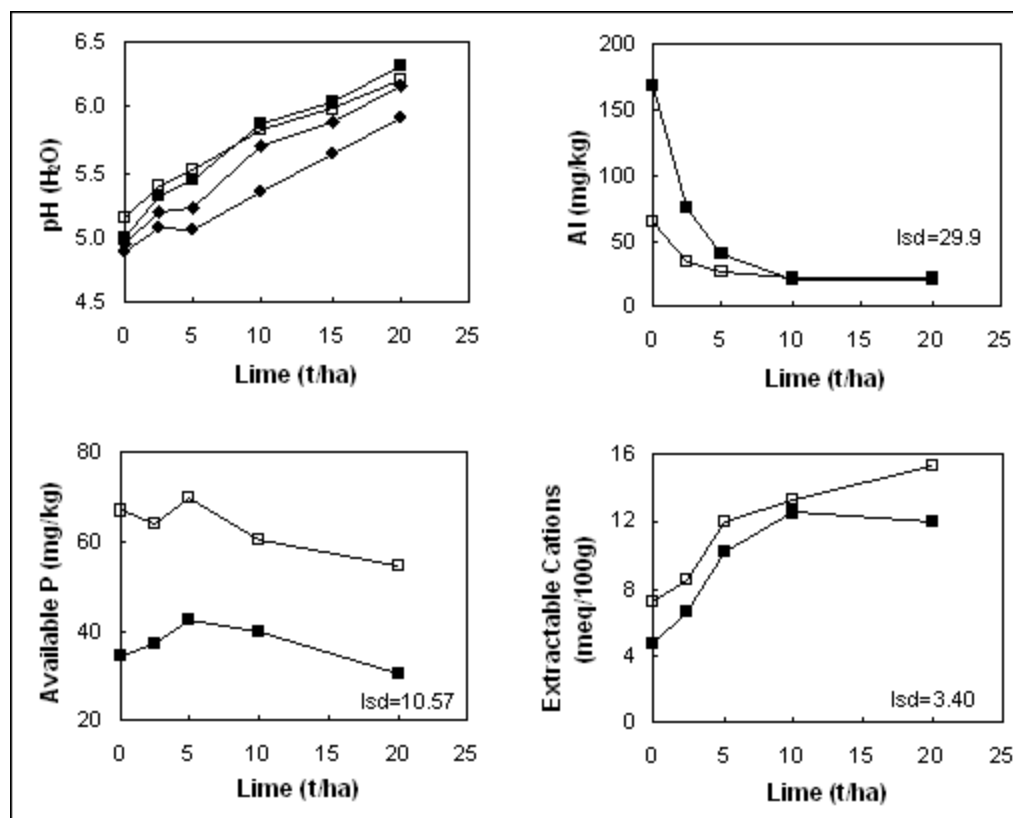 6.5
6.0
5.5
5.0
4.5
pH (H₂O)
0 5 10 15 20 25
Lime (t/ha)
200
150
100
50
0
Al (mg/kg)
lsd=29.9
0 5 10 15 20 25
Lime (t/ha)
80
60
40
20
Available P (mg/kg)
lsd=10.57
0 5 10 15 20 25
Lime (t/ha)
16
12
8
4
0
Extractable Cations
(meq/100g)
lsd=3.40
0 5 10 15 20 25
Lime (t/ha)